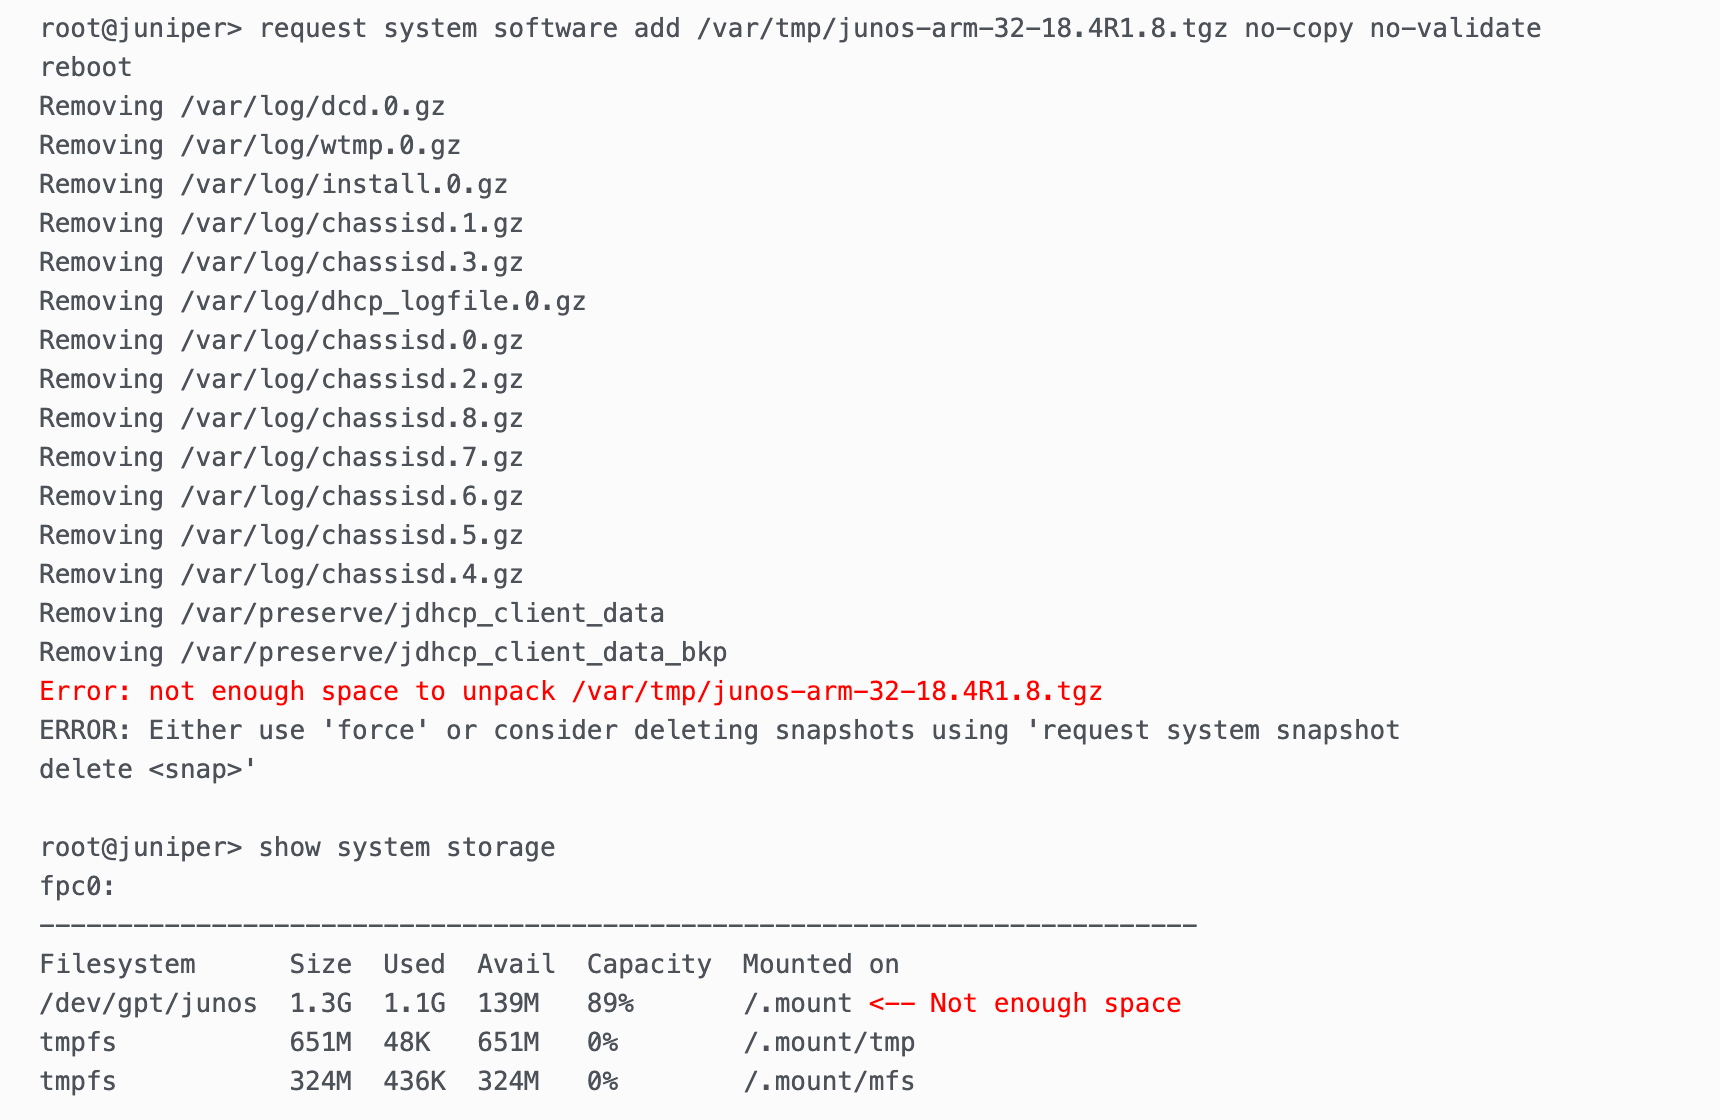 root@juniper> request system software add /var/tmp/junos-arm-32-18.4R1.8.tgz no-copy no-validate
reboot
Removing /var/log/dcd.0.gz
Removing /var/log/wtmp.0.gz
Removing /var/log/install.0.gz
Removing /var/log/chassisd.1.gz
Removing /var/log/chassisd.3.gz
Removing /var/log/dhcp_logfile.0.gz
Removing /var/log/chassisd.0.gz
Removing /var/log/chassisd.2.gz
Removing /var/log/chassisd.8.gz
Removing /var/log/chassisd.7.gz
Removing /var/log/chassisd.6.gz
Removing /var/log/chassisd.5.gz
Removing /var/log/chassisd.4.gz
Removing /var/preserve/jdhcp_client_data
Removing /var/preserve/jdhcp_client_data_bkp
Error: not enough space to unpack /var/tmp/junos-arm-32-18.4R1.8.tgz
ERROR: Either use 'force' or consider deleting snapshots using 'request system snapshot
delete <snap>'

root@juniper> show system storage
fpc0:
--------------------------------------------------------------------------
Filesystem      Size  Used  Avail  Capacity  Mounted on
/dev/gpt/junos  1.3G  1.1G  139M   89%       /.mount <-- Not enough space
tmpfs           651M  48K   651M   0%        /.mount/tmp
tmpfs           324M  436K  324M   0%        /.mount/mfs